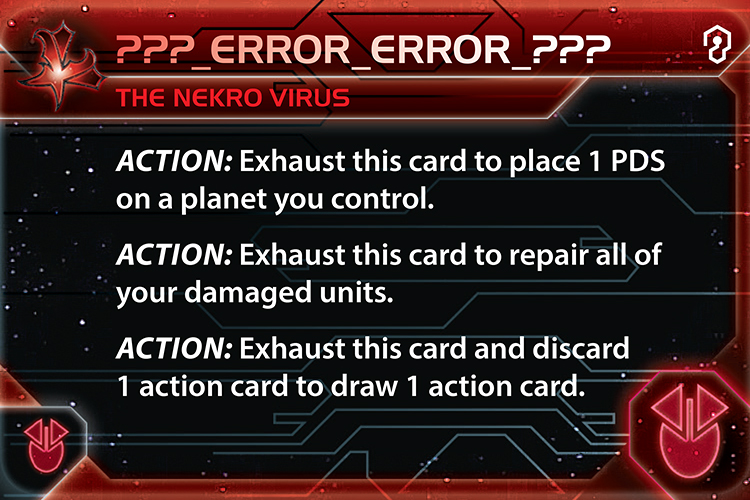 ???_ERROR_ERROR_???
THE NEKRO VIRUS
ACTION: Exhaust this card to place 1 PDS
on a planet you control.
ACTION: Exhaust this card to repair all of
your damaged units.
ACTION: Exhaust this card and discard
1 action card to draw 1 action card.